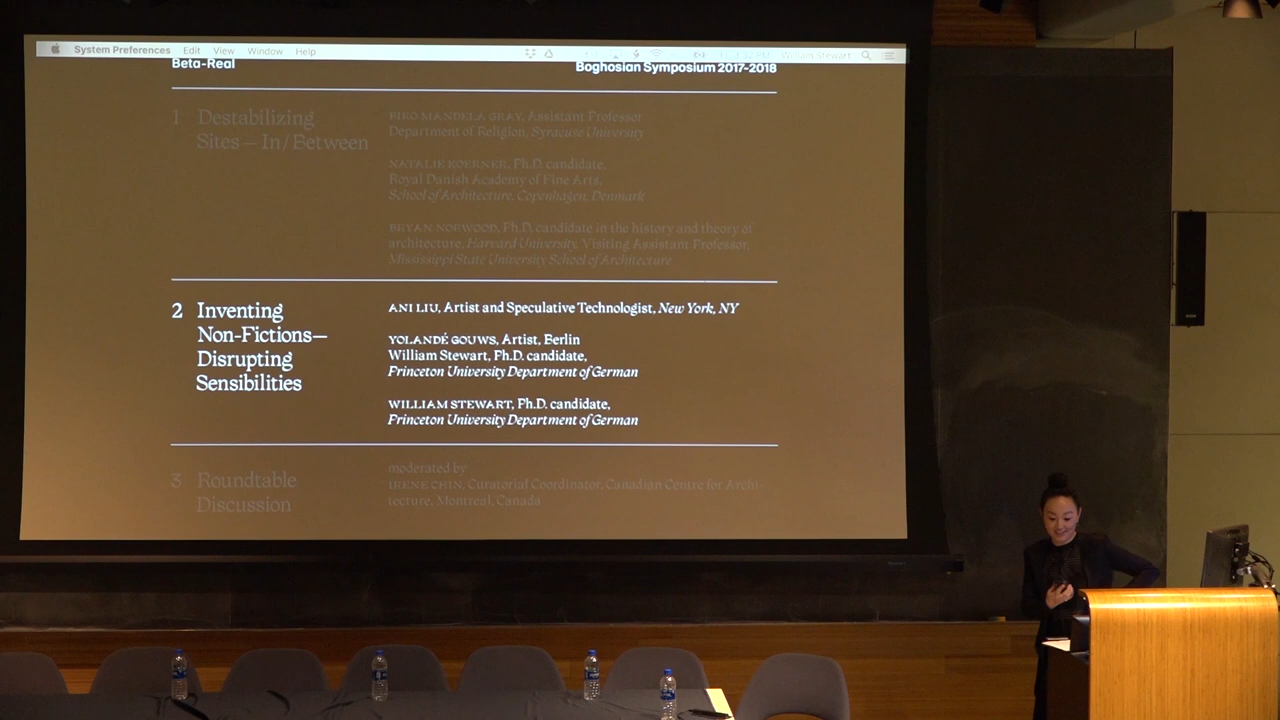 System Preferences Edit View Window Help William Stewart
Beta-Real
Boghosian Symposium 2017-2018
1 Destabilizing
Sites – In / Between
BIKO MANDELA GRAY, Assistant Professor
Department of Religion, Syracuse University
NATALIE KOERNER, Ph.D. candidate,
Royal Danish Academy of Fine Arts,
School of Architecture, Copenhagen, Denmark
BRYAN NORWOOD, Ph.D. candidate in the history and theory of
architecture, Harvard University, Visiting Assistant Professor,
Mississippi State University School of Architecture
2 Inventing
Non-Fictions—
Disrupting
Sensibilities
ANI LIU, Artist and Speculative Technologist, New York, NY
YOLANDÉ GOUWS, Artist, Berlin
William Stewart, Ph.D. candidate,
Princeton University Department of German
WILLIAM STEWART, Ph.D. candidate,
Princeton University Department of German
3 Roundtable
Discussion
moderated by
IRENE CHIN, Curatorial Coordinator, Canadian Centre for Archi-
tecture, Montreal, Canada